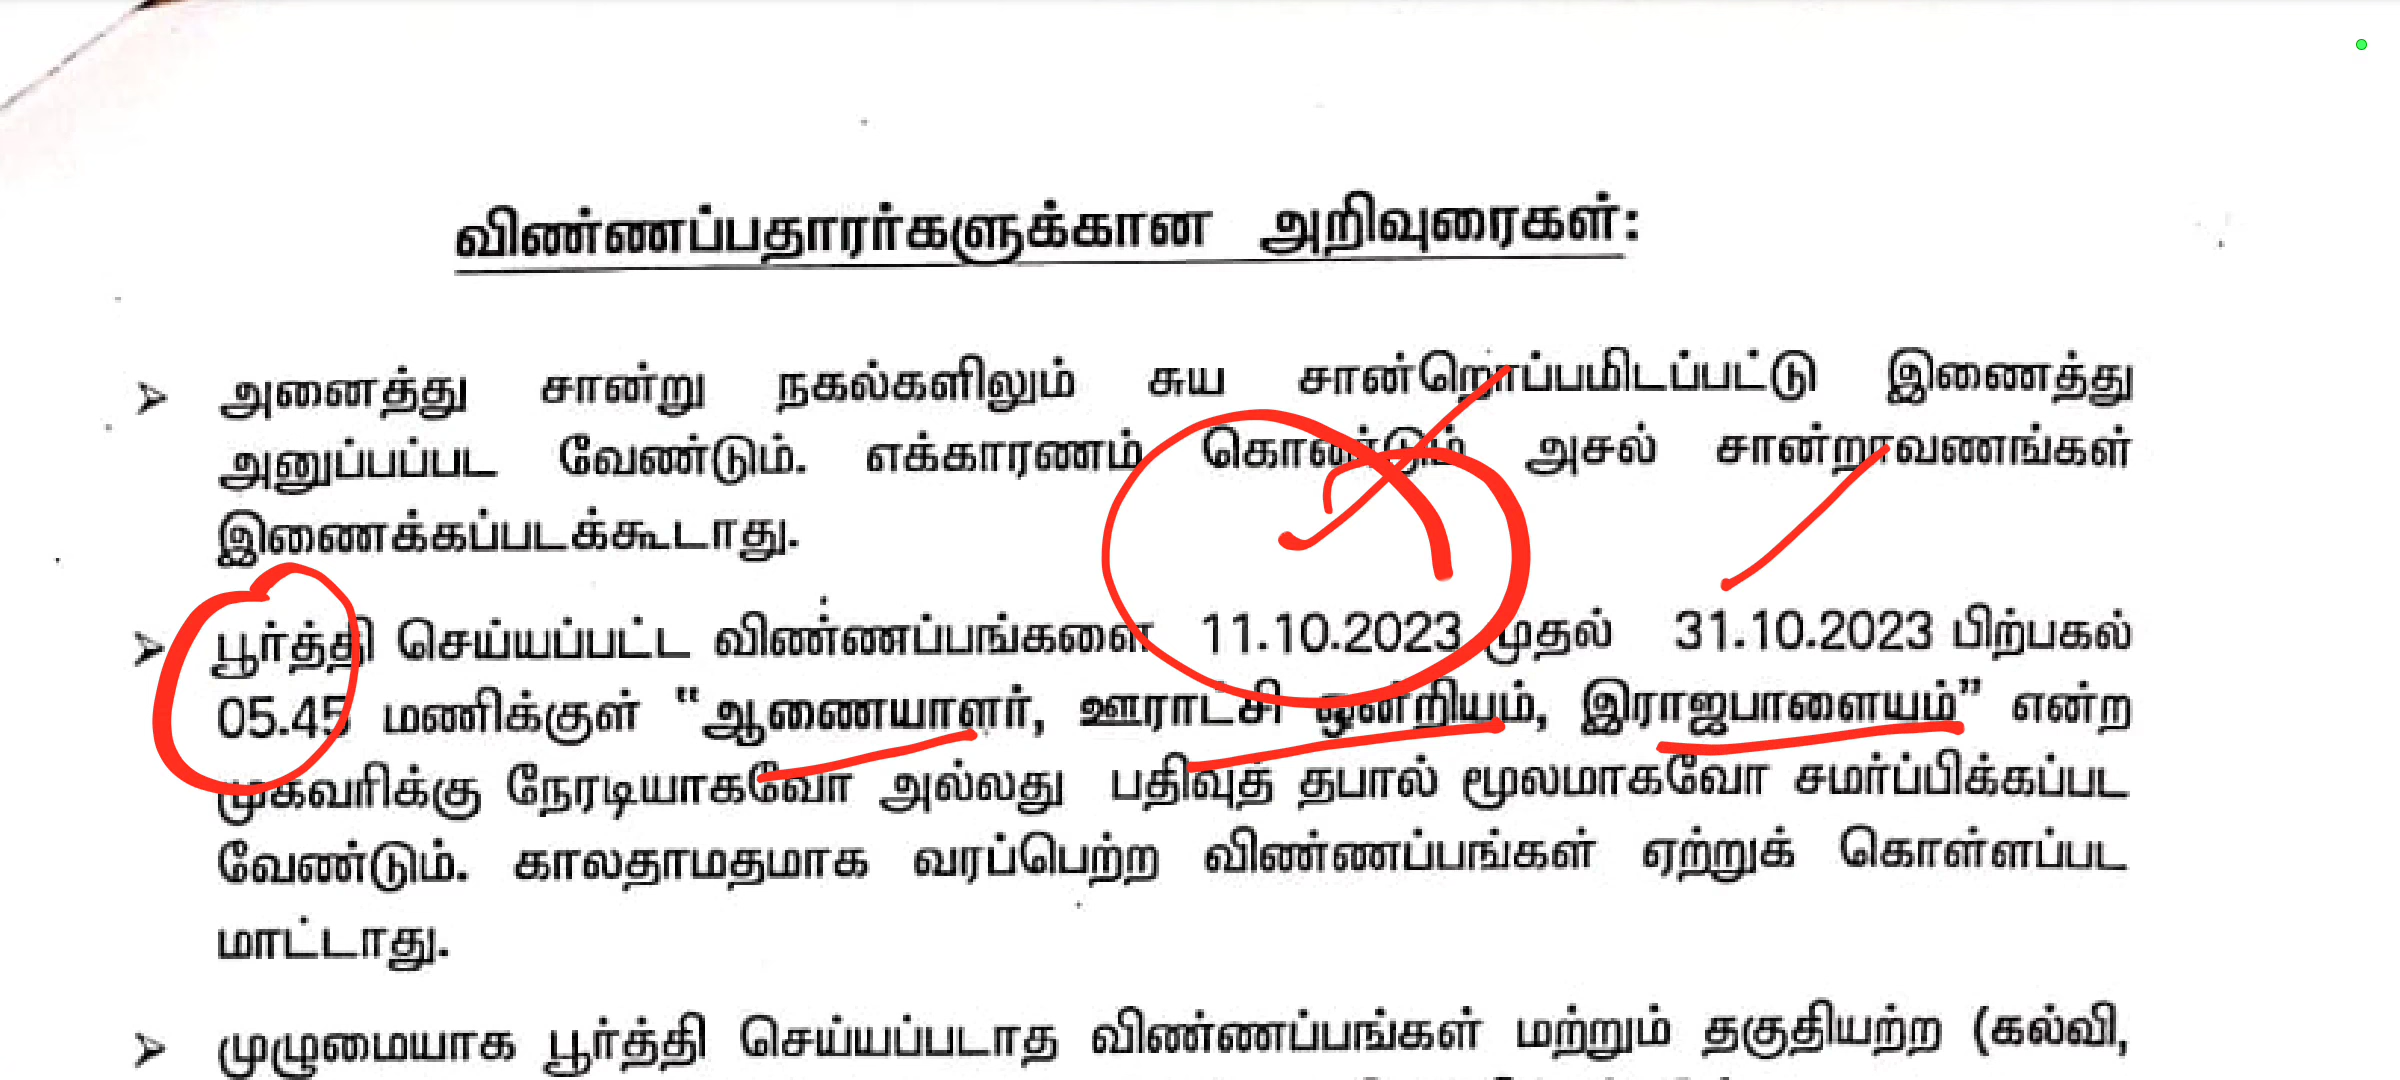 விண்ணப்பதாரர்களுக்கான அறிவுரைகள்:
➢ அனைத்து சான்று நகல்களிலும் சுய சான்றொப்பமிடப்பட்டு இணைத்து
அனுப்பப்பட வேண்டும். எக்காரணம் கொண்டும் அசல் சான்றாவணங்கள்
இணைக்கப்படக்கூடாது.
➢ பூர்த்தி செய்யப்பட்ட விண்ணப்பங்களை 11.10.2023 முதல் 31.10.2023 பிற்பகல்
05.45 மணிக்குள் “ஆணையாளர், ஊராட்சி ஒன்றியம், இராஜபாளையம்” என்ற
முகவரிக்கு நேரடியாகவோ அல்லது பதிவுத் தபால் மூலமாகவோ சமர்ப்பிக்கப்பட
வேண்டும். காலதாமதமாக வரப்பெற்ற விண்ணப்பங்கள் ஏற்றுக் கொள்ளப்பட
மாட்டாது.
➢ முழுமையாக பூர்த்தி செய்யப்படாத விண்ணப்பங்கள் மற்றும் தகுதியற்ற (கல்வி,